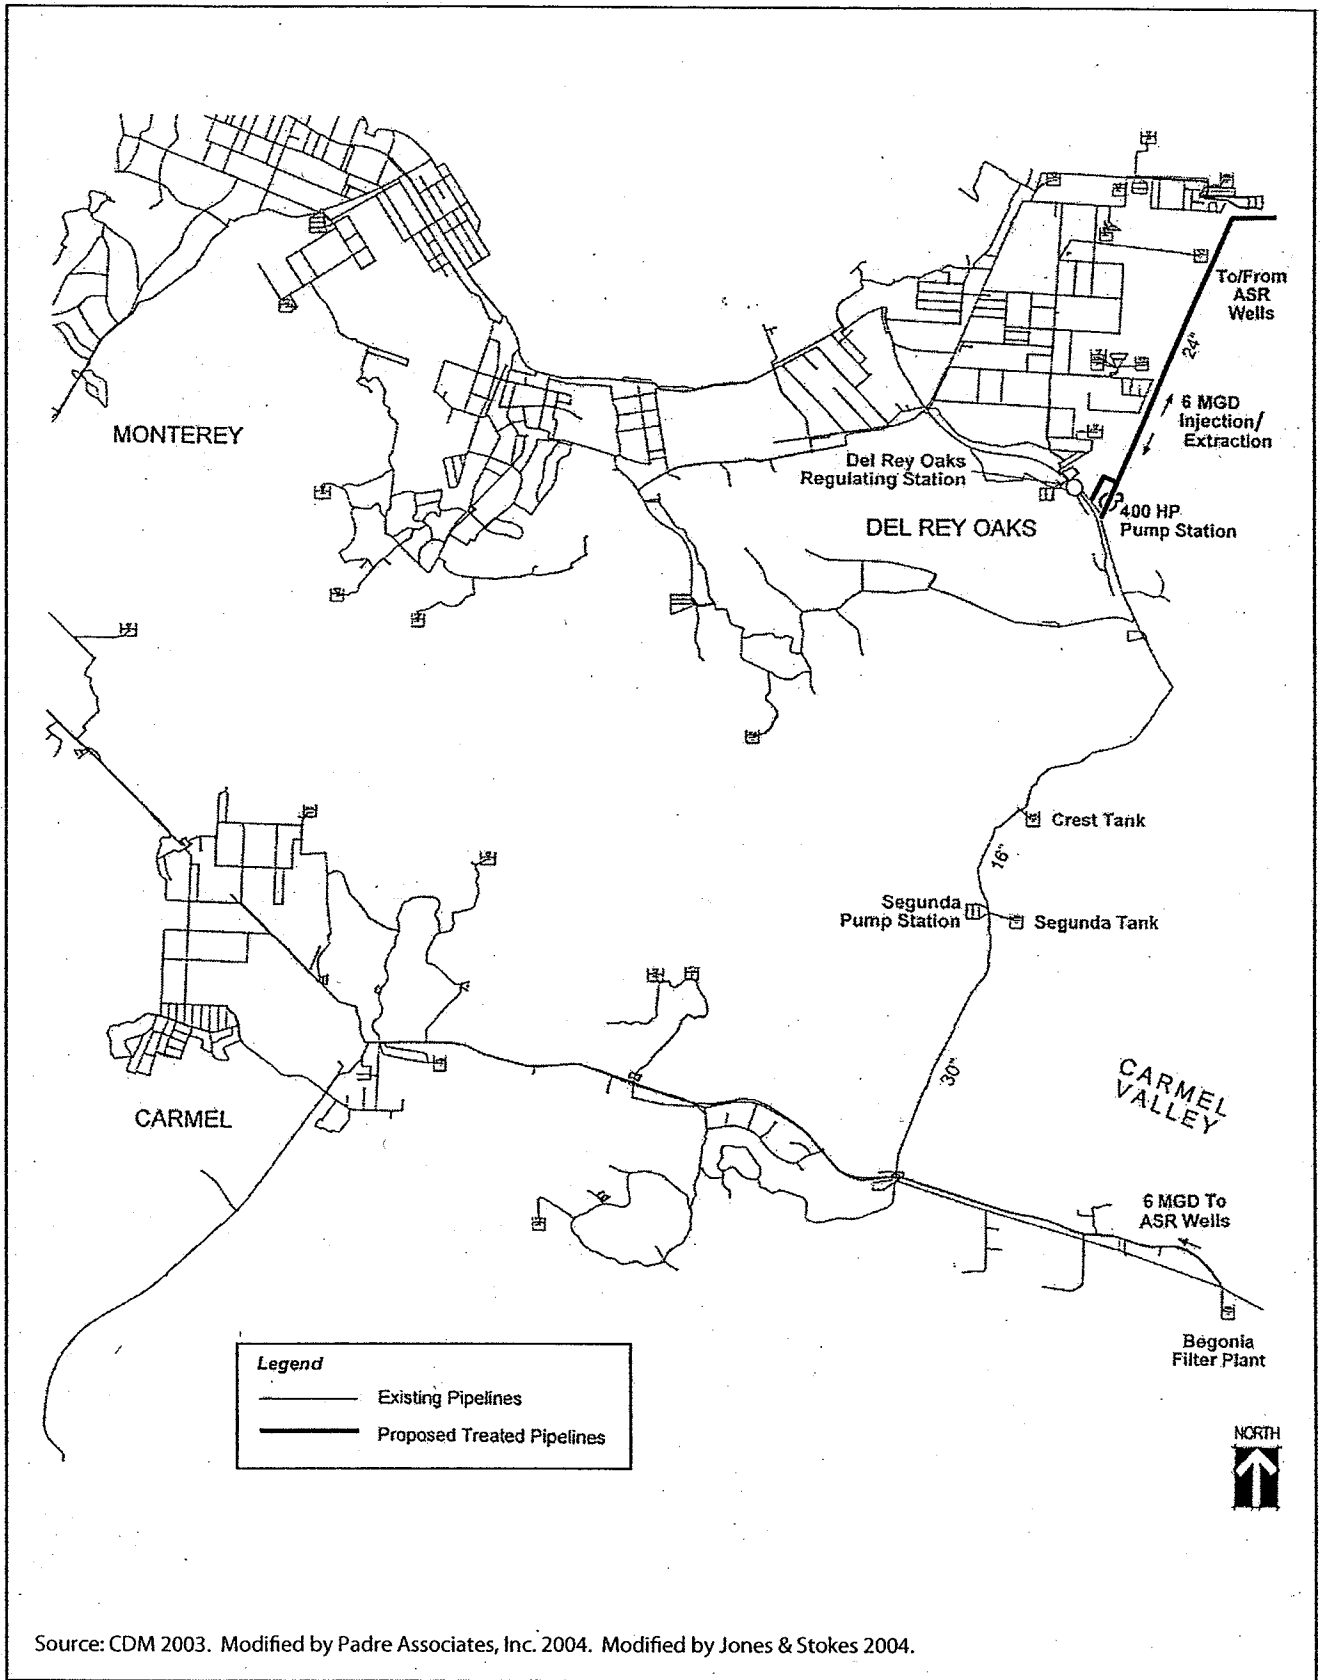 To/From
ASR
Wells
24"
6 MGD
Injection/
Extraction
MONTEREY
Del Rey Oaks
Regulating Station
DEL REY OAKS
400 HP
Pump Station
Crest Tank
16"
Segunda
Pump Station
Segunda Tank
30"
CARMEL
VALLEY
CARMEL
6 MGD To
ASR Wells
Begonia
Filter Plant
Legend
Existing Pipelines
Proposed Treated Pipelines
NORTH
Source: CDM 2003. Modified by Padre Associates, Inc. 2004. Modified by Jones & Stokes 2004.